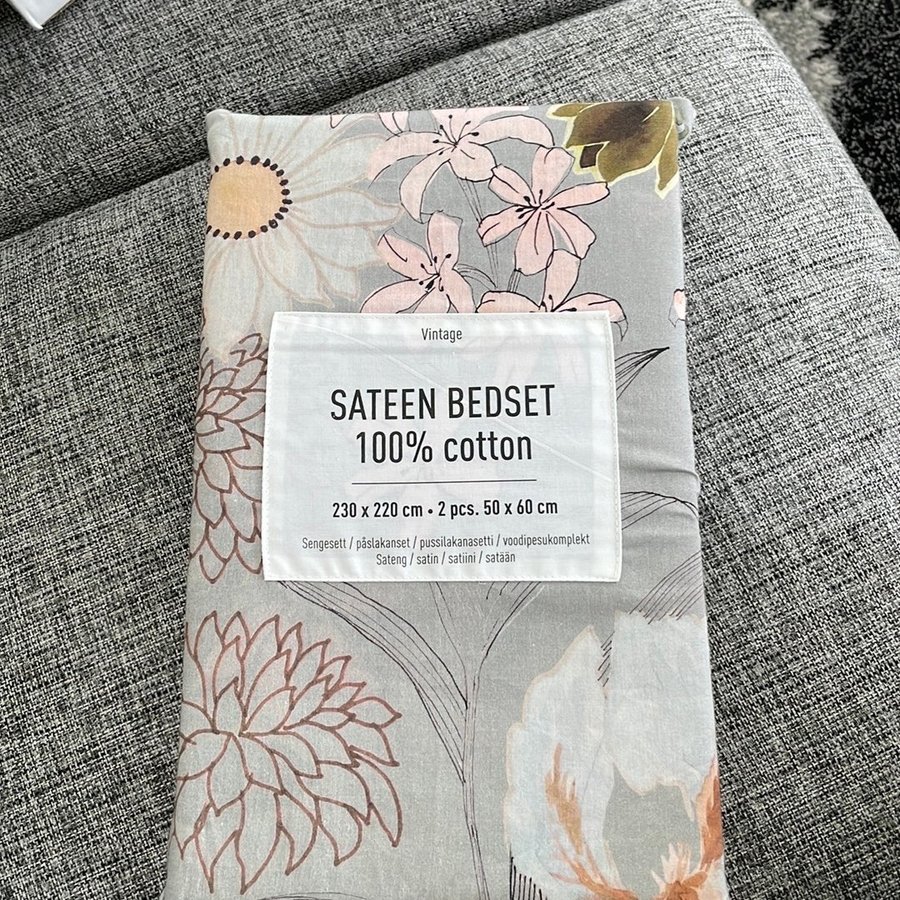 Vintage
SATEEN BEDSET
100% cotton
230 x 220 cm • 2 pcs. 50 x 60 cm
Sengesett / påslakanset / pussilakanasetti / voodipesukomplekt
Sateng / satin / satiini / satään